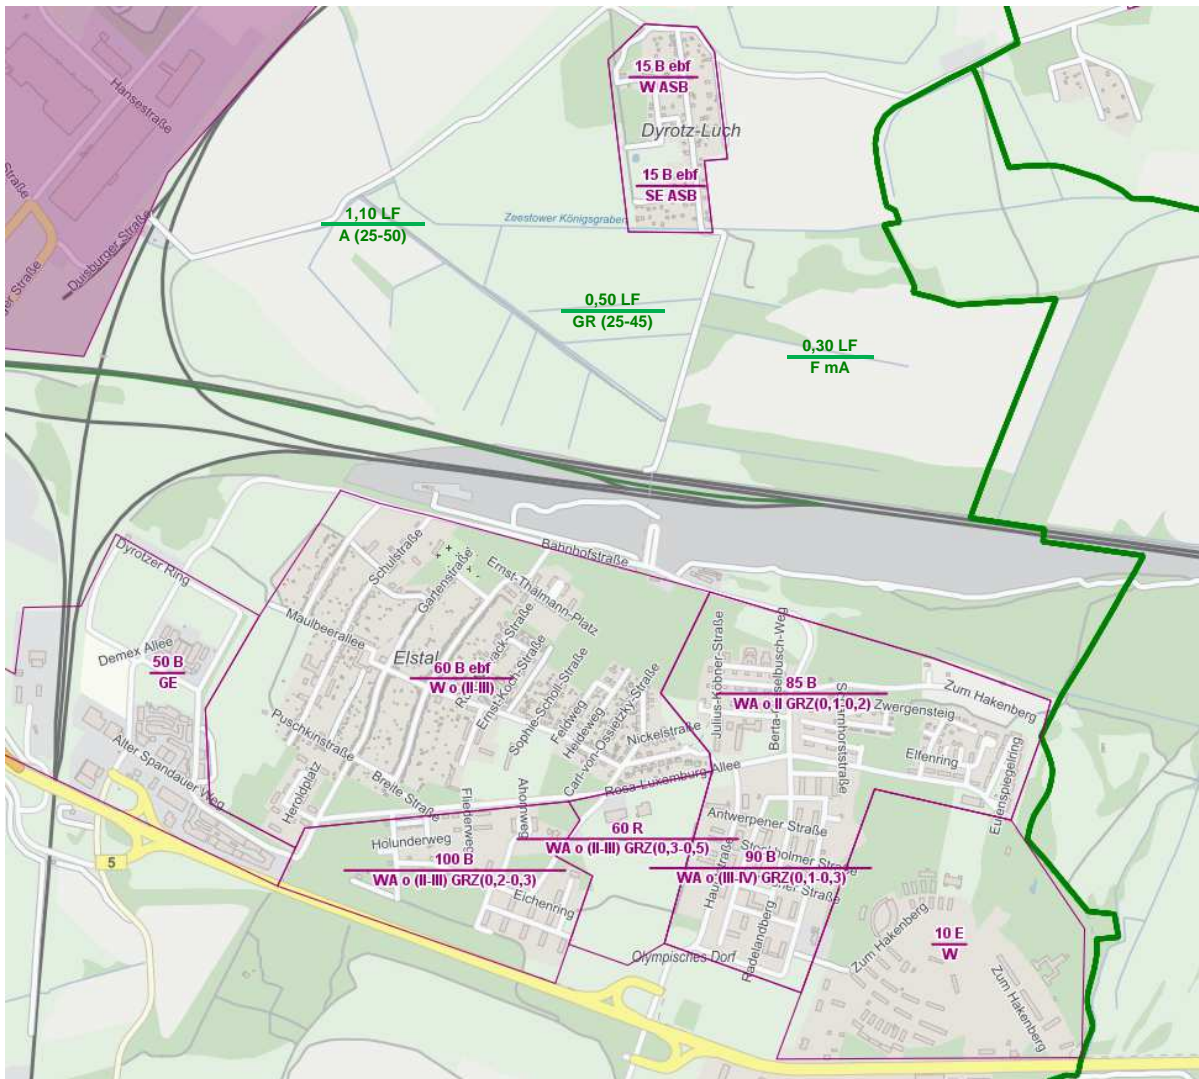 15 B ebf
W ASB
Hansestraße
Dyrotz-Luch
Straße
15 B ebf
SE ASB
1,10 LF
A (25-50)
Zeestower Königsgraben
Duisburger Straße
ger Straße
0,50 LF
GR (25-45)
0,30 LF
F mA
Bahnhofstraße
Dyrotzer Ring
Schulstraße
Gartenstraße
Ernst-Thälmann-Platz
Maulbeerallee
Ernst-Koch-Straße
Sophie-Scholl-Straße
Julius-Köbner-Straße
Demex Allee
50 B
GE
Elstal
60 B ebf
W o (II-III)
Feldweg
Heideweg
Carl-von-Ossietzky-Straße
85 B
WA o II GRZ(0,1-0,2)
Zum Hakenberg
Zwergensteig
Puschkinstraße
Nickelstraße
Elfenring
Eulenspiegelring
Alter Spandauer Weg
Heroldplatz
Breite Straße
Rosa-Luxemburg-Allee
Fliederweg
Ahornweg
Holunderweg
60 R
WA o (II-III) GRZ(0,3-0,5)
Antwerpener Straße
Stockholmer Straße
5
100 B
WA o (II-III) GRZ(0,2-0,3)
90 B
WA o (III-IV) GRZ(0,1-0,3)
Eichenring
Radelandberg
Zum Hakenberg
10 E
W
Olympisches Dorf
Zum Hakenberg